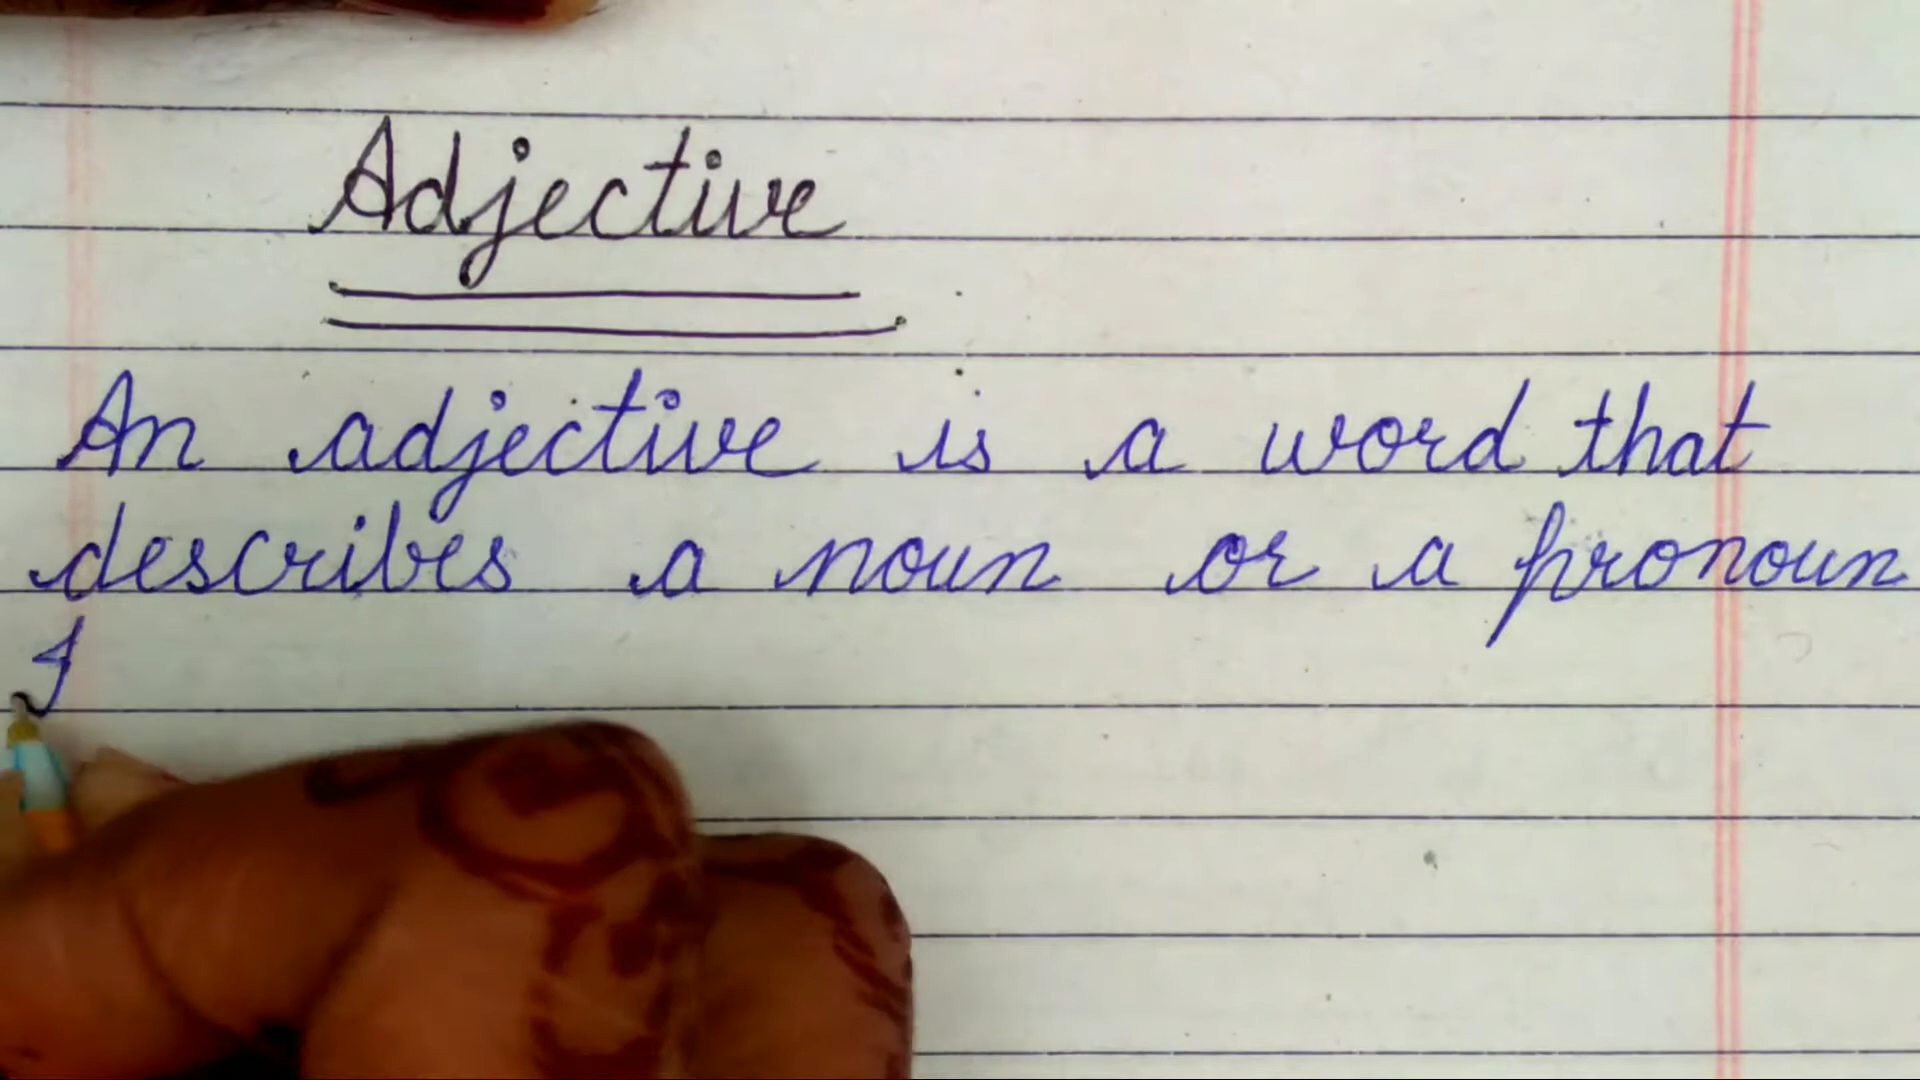 Adjective
An adjective is a word that
describes a noun or a pronoun
I